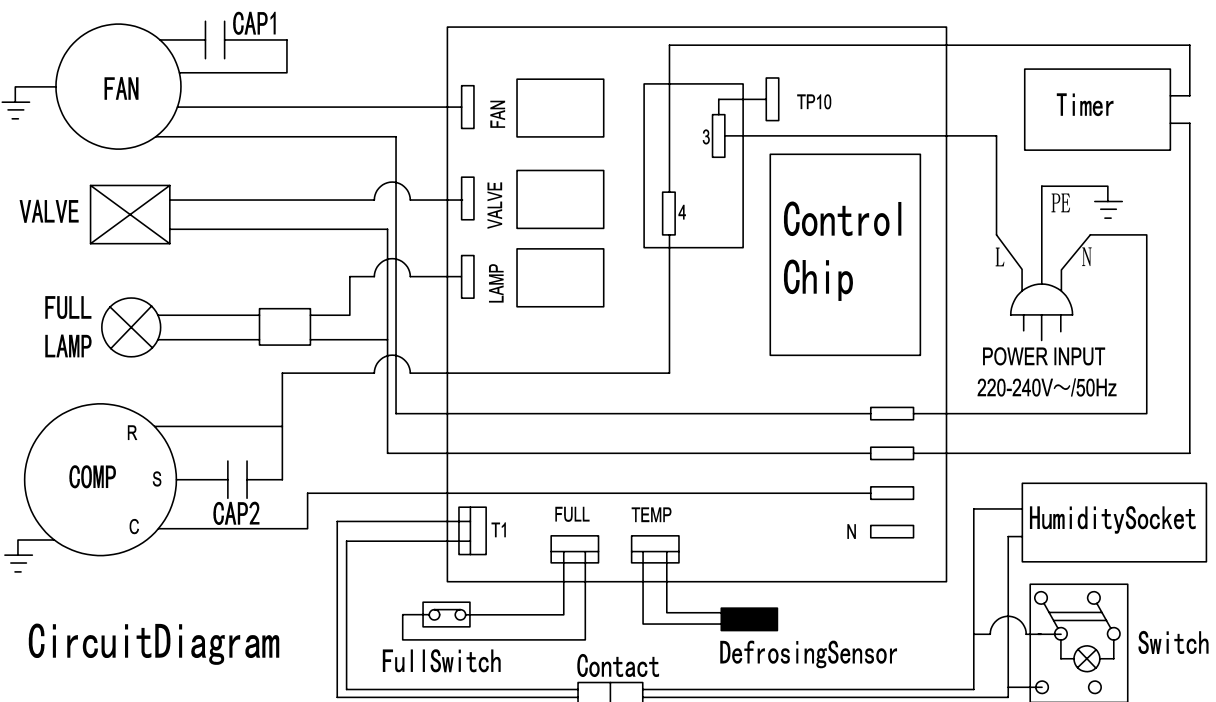 CAP1
FAN
FAN
TP10
3
Timer
VALVE
VALVE
4
Control
Chip
PE
L
N
LAMP
FULL
LAMP
POWER INPUT
220-240V～/50Hz
R
COMP
S
C
CAP2
T1
FULL
TEMP
N
HumiditySocket
CircuitDiagram
FullSwitch
DefrosingSensor
Contact
Switch